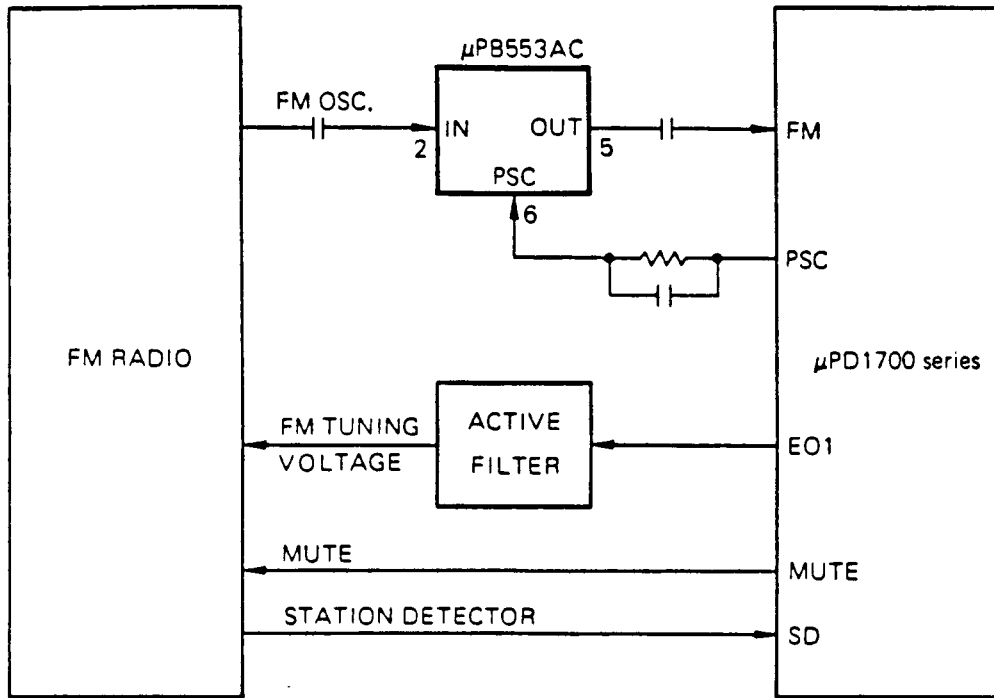 μPB553AC
FM OSC.
IN
OUT
FM
2
5
PSC
6
PSC
FM RADIO
μPD1700 series
FM TUNING
VOLTAGE
ACTIVE
FILTER
EO1
MUTE
MUTE
STATION DETECTOR
SD